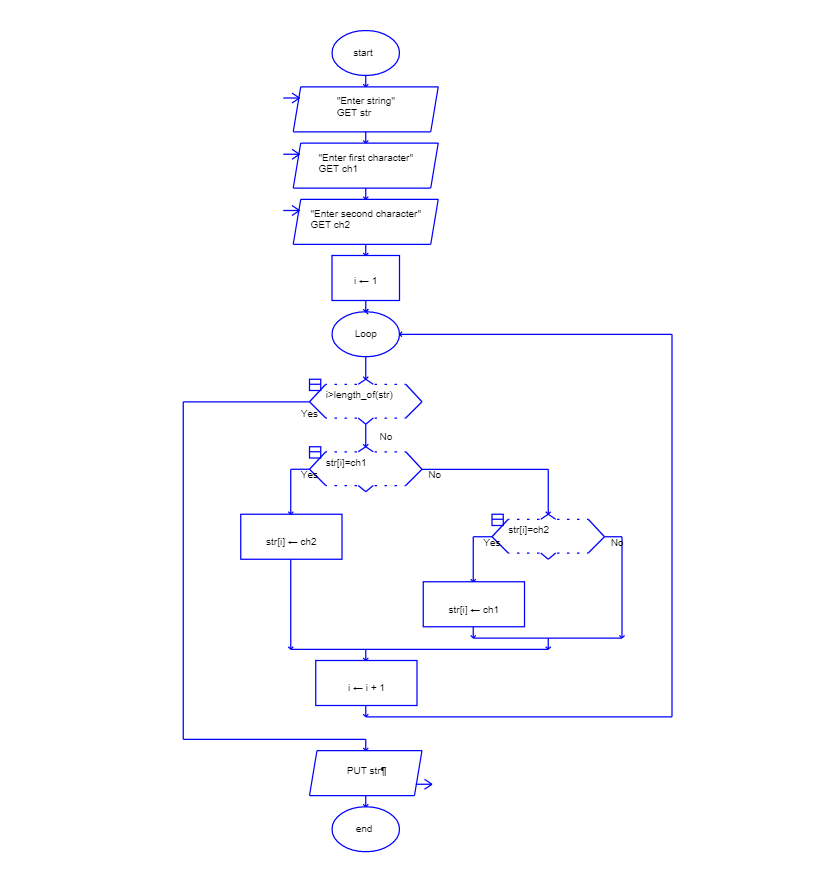 start
"Enter string"
GET str
"Enter first character"
GET ch1
"Enter second character"
GET ch2
i ← 1
Loop
i>length_of(str)
Yes
No
str[i]=ch1
Yes
No
str[i]=ch2
Yes
No
str[i] ← ch2
str[i] ← ch1
i ← i + 1
PUT str¶
end